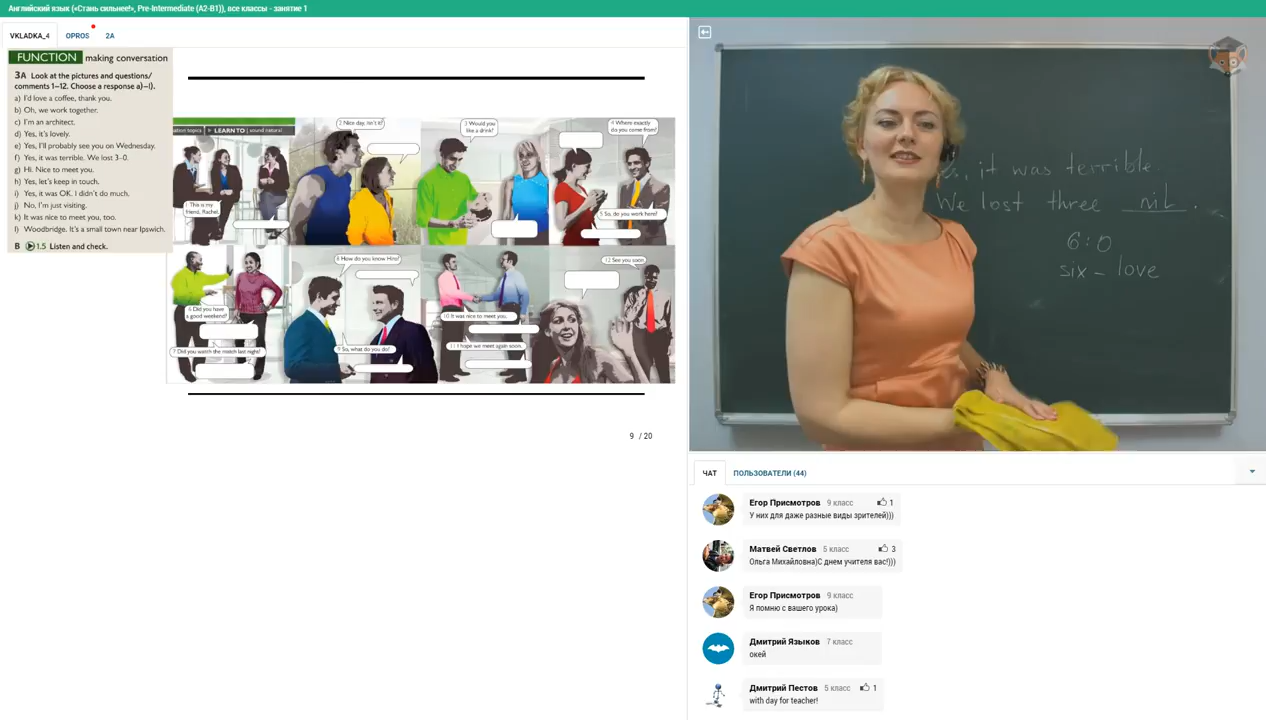 Английский язык («Стань сильнее!», Pre-Intermediate (A2-B1)), все классы - занятие 1
VKLADKA_4
OPROS
2A
FUNCTION making conversation
3A Look at the pictures and questions/
comments 1–12. Choose a response a)–l).
a) I'd love a coffee, thank you.
b) Oh, we work together.
c) I'm an architect.
d) Yes, it's lovely.
e) Yes, I'll probably see you on Wednesday.
f) Yes, it was terrible. We lost 3–0.
g) Hi. Nice to meet you.
h) Yes, let's keep in touch.
i) Yes, it was OK. I didn't do much.
j) No, I'm just visiting.
k) It was nice to meet you, too.
l) Woodbridge. It's a small town near Ipswich.
B 1.5 Listen and check.
topics LEARN TO sound natural
1 This is my
friend, Rachel.
2 Nice day, isn't it?
3 Would you
like a drink?
4 Where exactly
do you come from?
5 So, do you work here?
6 Did you have
a good weekend?
7 Did you watch the match last night?
8 How do you know Hiro?
9 So, what do you do?
10 It was nice to meet you.
11 I hope we meet again soon.
12 See you soon.
9 / 20
it was terrible.
We lost three nil.
6:0
six – love
ЧАТ
ПОЛЬЗОВАТЕЛИ (44)
Егор Присмотров 9 класс 1
У них для даже разные виды зрителей)))
Матвей Светлов 5 класс 3
Ольга Михайловна)С днем учителя вас!)))
Егор Присмотров 9 класс
Я помню с вашего урока)
Дмитрий Языков 7 класс
окей
Дмитрий Пестов 5 класс 1
with day for teacher!